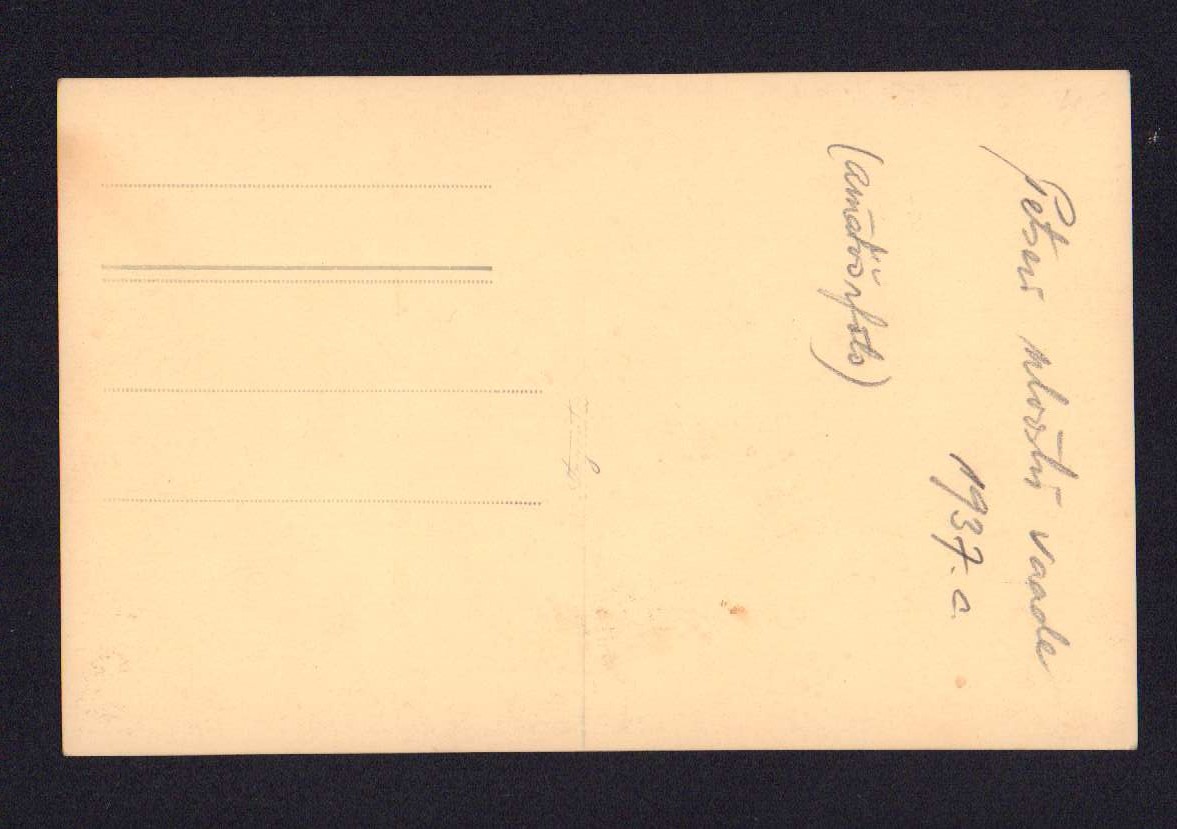 Petseri kloostri vaade
1937. a.
(amatöörfoto)